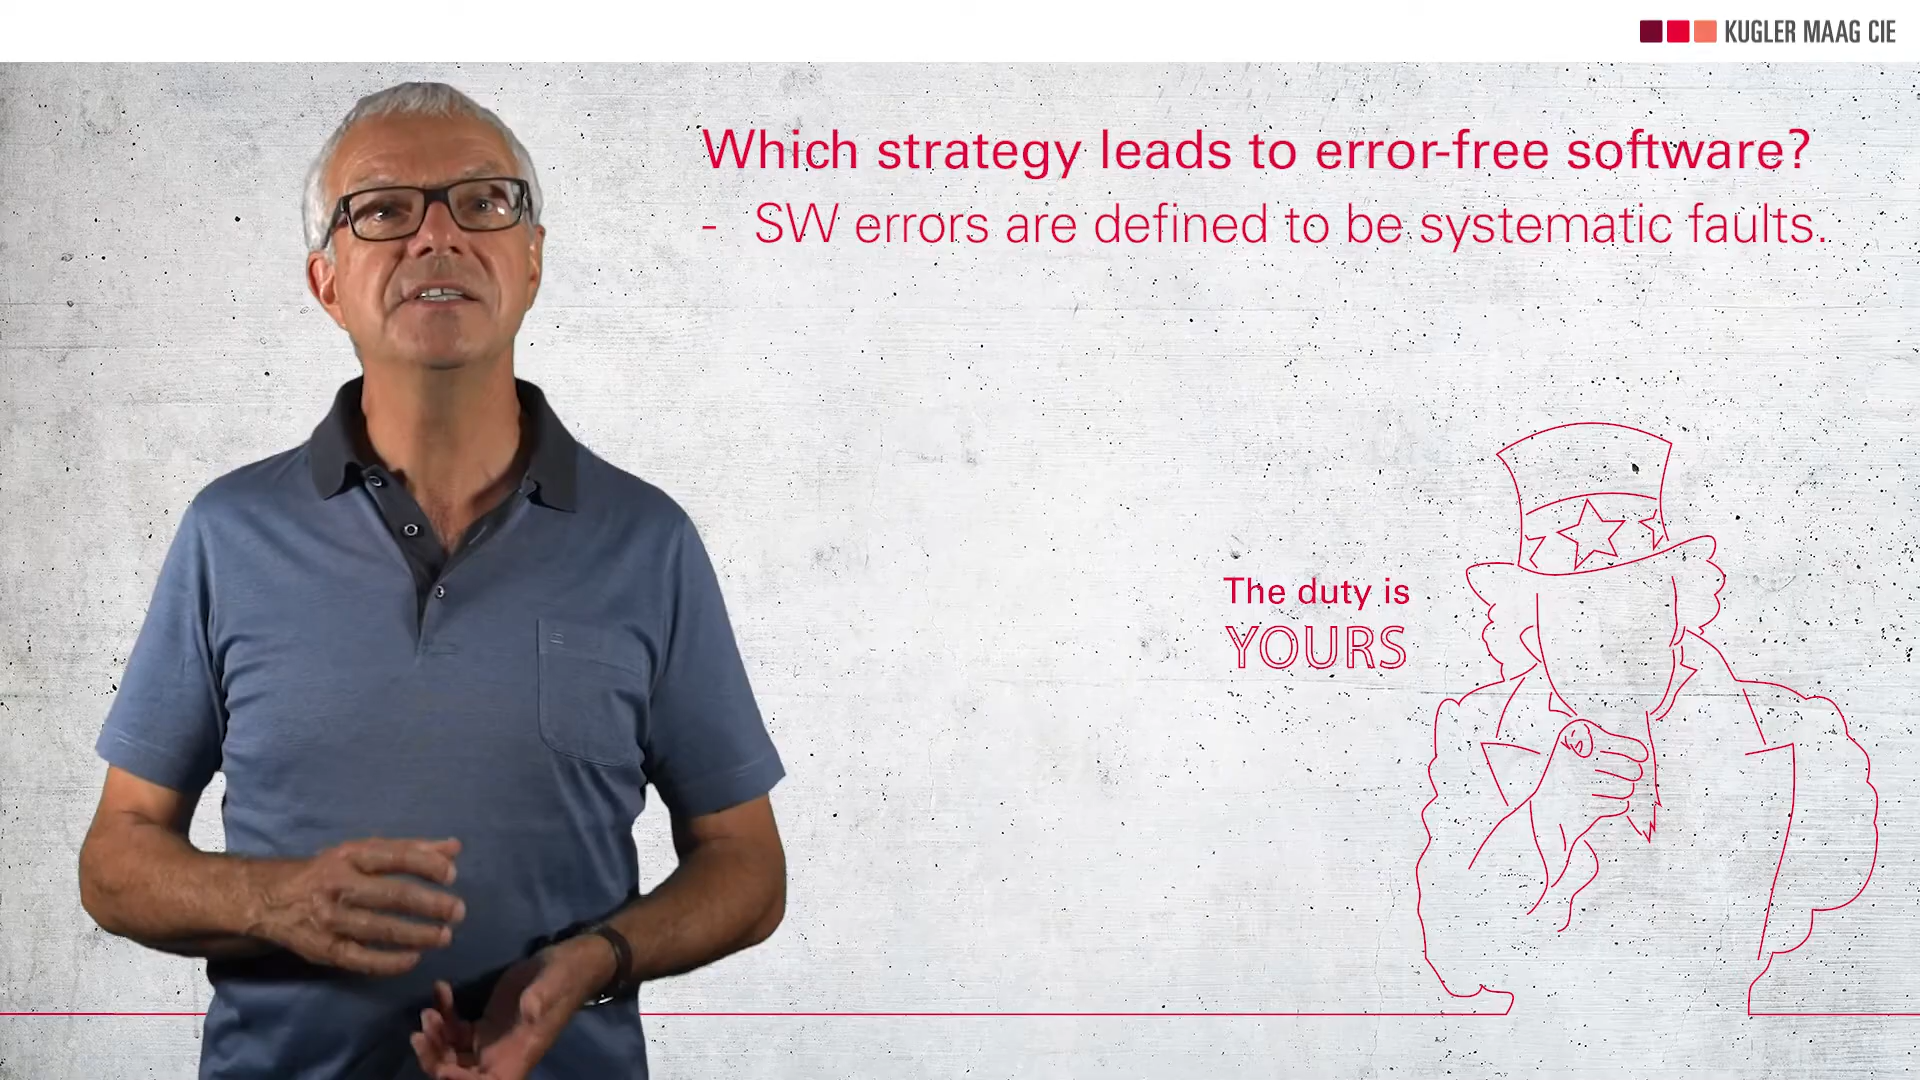 KUGLER MAAG CIE
Which strategy leads to error-free software?
- SW errors are defined to be systematic faults.
The duty is
YOURS